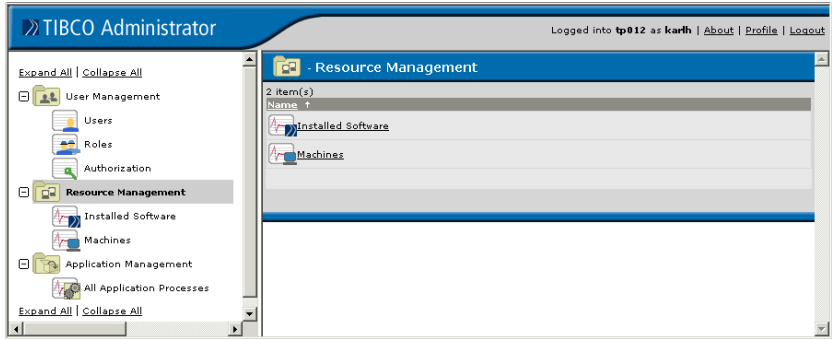 TIBCO Administrator
Logged into tp012 as karlh | About | Profile | Logout
Expand All | Collapse All
User Management
Users
Roles
Authorization
Resource Management
Installed Software
Machines
Application Management
All Application Processes
Expand All | Collapse All
- Resource Management
2 item(s)
Name ↑
Installed Software
Machines